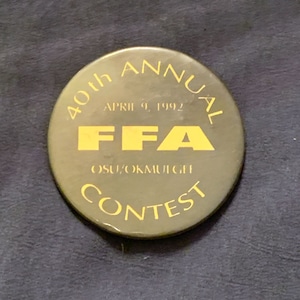 40th ANNUAL
APRIL 9, 1992
FFA
OSU/OKMULGEE
CONTEST